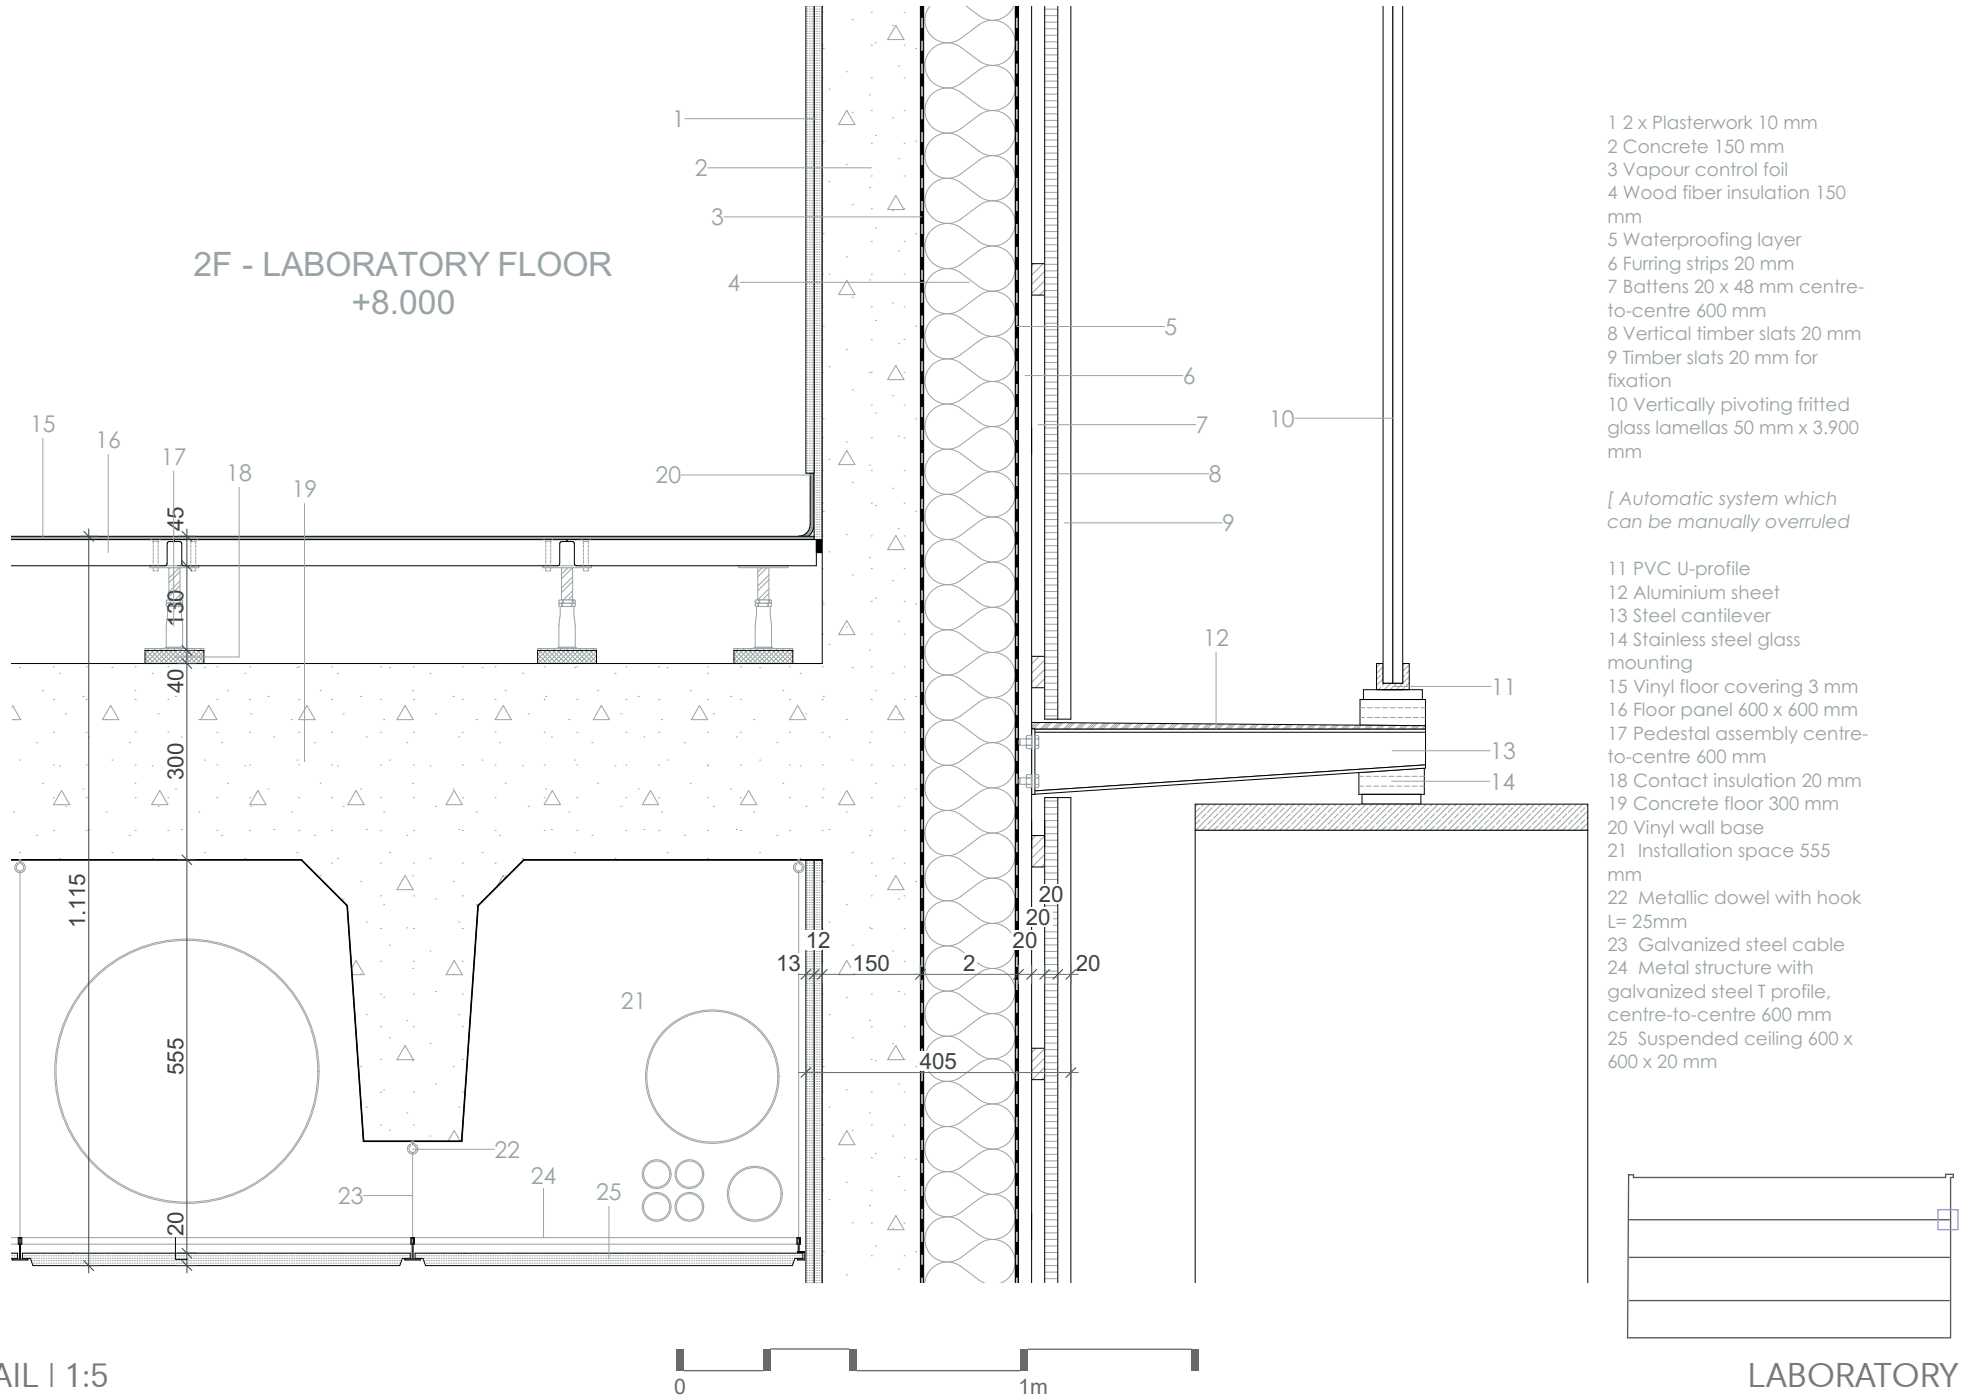 2F - LABORATORY FLOOR
+8.000
1
2
3
4
5
6
7
8
9
10
11
12
13
14
15
16
17
18
19
20
21
22
23
24
25
45
130
40
300
1.115
555
20
13
12
150
2
20
20
20
20
405
1 2 x Plasterwork 10 mm
2 Concrete 150 mm
3 Vapour control foil
4 Wood fiber insulation 150
mm
5 Waterproofing layer
6 Furring strips 20 mm
7 Battens 20 x 48 mm centre-
to-centre 600 mm
8 Vertical timber slats 20 mm
9 Timber slats 20 mm for
fixation
10 Vertically pivoting fritted
glass lamellas 50 mm x 3.900
mm
[ Automatic system which
can be manually overruled
11 PVC U-profile
12 Aluminium sheet
13 Steel cantilever
14 Stainless steel glass
mounting
15 Vinyl floor covering 3 mm
16 Floor panel 600 x 600 mm
17 Pedestal assembly centre-
to-centre 600 mm
18 Contact insulation 20 mm
19 Concrete floor 300 mm
20 Vinyl wall base
21 Installation space 555
mm
22 Metallic dowel with hook
L= 25mm
23 Galvanized steel cable
24 Metal structure with
galvanized steel T profile,
centre-to-centre 600 mm
25 Suspended ceiling 600 x
600 x 20 mm
AIL | 1:5
0
1m
LABORATORY